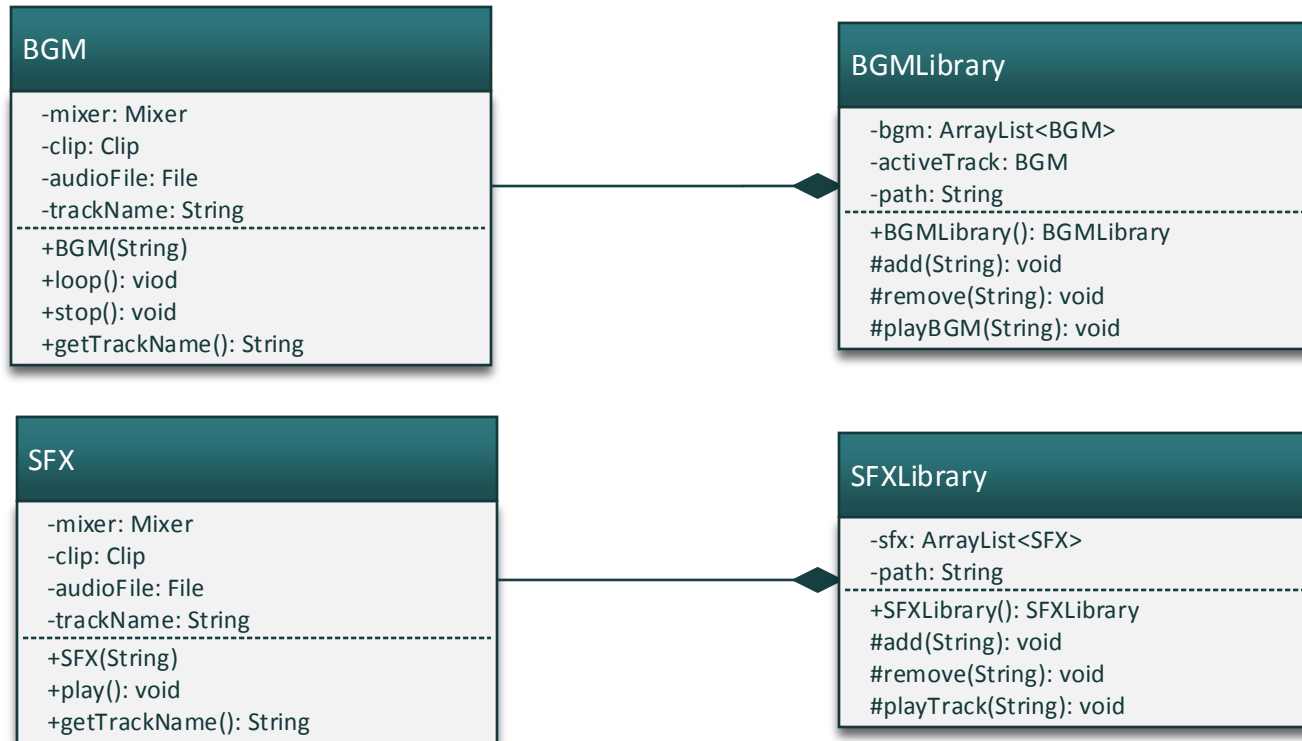 BGM
-mixer: Mixer
-clip: Clip
-audioFile: File
-trackName: String
+BGM(String)
+loop(): viod
+stop(): void
+getTrackName(): String
BGMLibrary
-bgm: ArrayList<BGM>
-activeTrack: BGM
-path: String
+BGMLibrary(): BGMLibrary
#add(String): void
#remove(String): void
#playBGM(String): void
SFX
-mixer: Mixer
-clip: Clip
-audioFile: File
-trackName: String
+SFX(String)
+play(): void
+getTrackName(): String
SFXLibrary
-sfx: ArrayList<SFX>
-path: String
+SFXLibrary(): SFXLibrary
#add(String): void
#remove(String): void
#playTrack(String): void